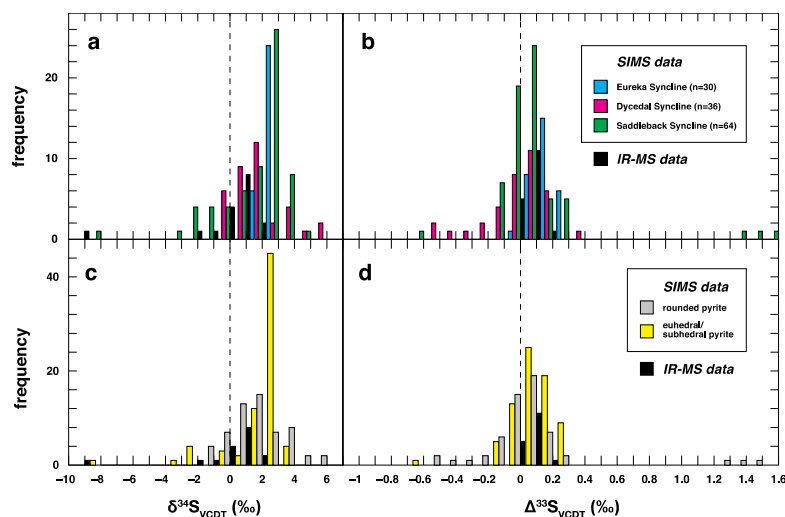 a
b
frequency
20
10
0
SIMS data
Eureka Syncline (n=30)
Dycedal Syncline (n=36)
Saddleback Syncline (n=64)
IR-MS data
c
d
frequency
40
20
0
SIMS data
rounded pyrite
euhedral/
subhedral pyrite
IR-MS data
−10 −8 −6 −4 −2 0 2 4 6
−1 −0.8 −0.6 −0.4 −0.2 0 0.2 0.4 0.6 0.8 1 1.2 1.4 1.6
δ³⁴S_VCDT (‰)
Δ³³S_VCDT (‰)